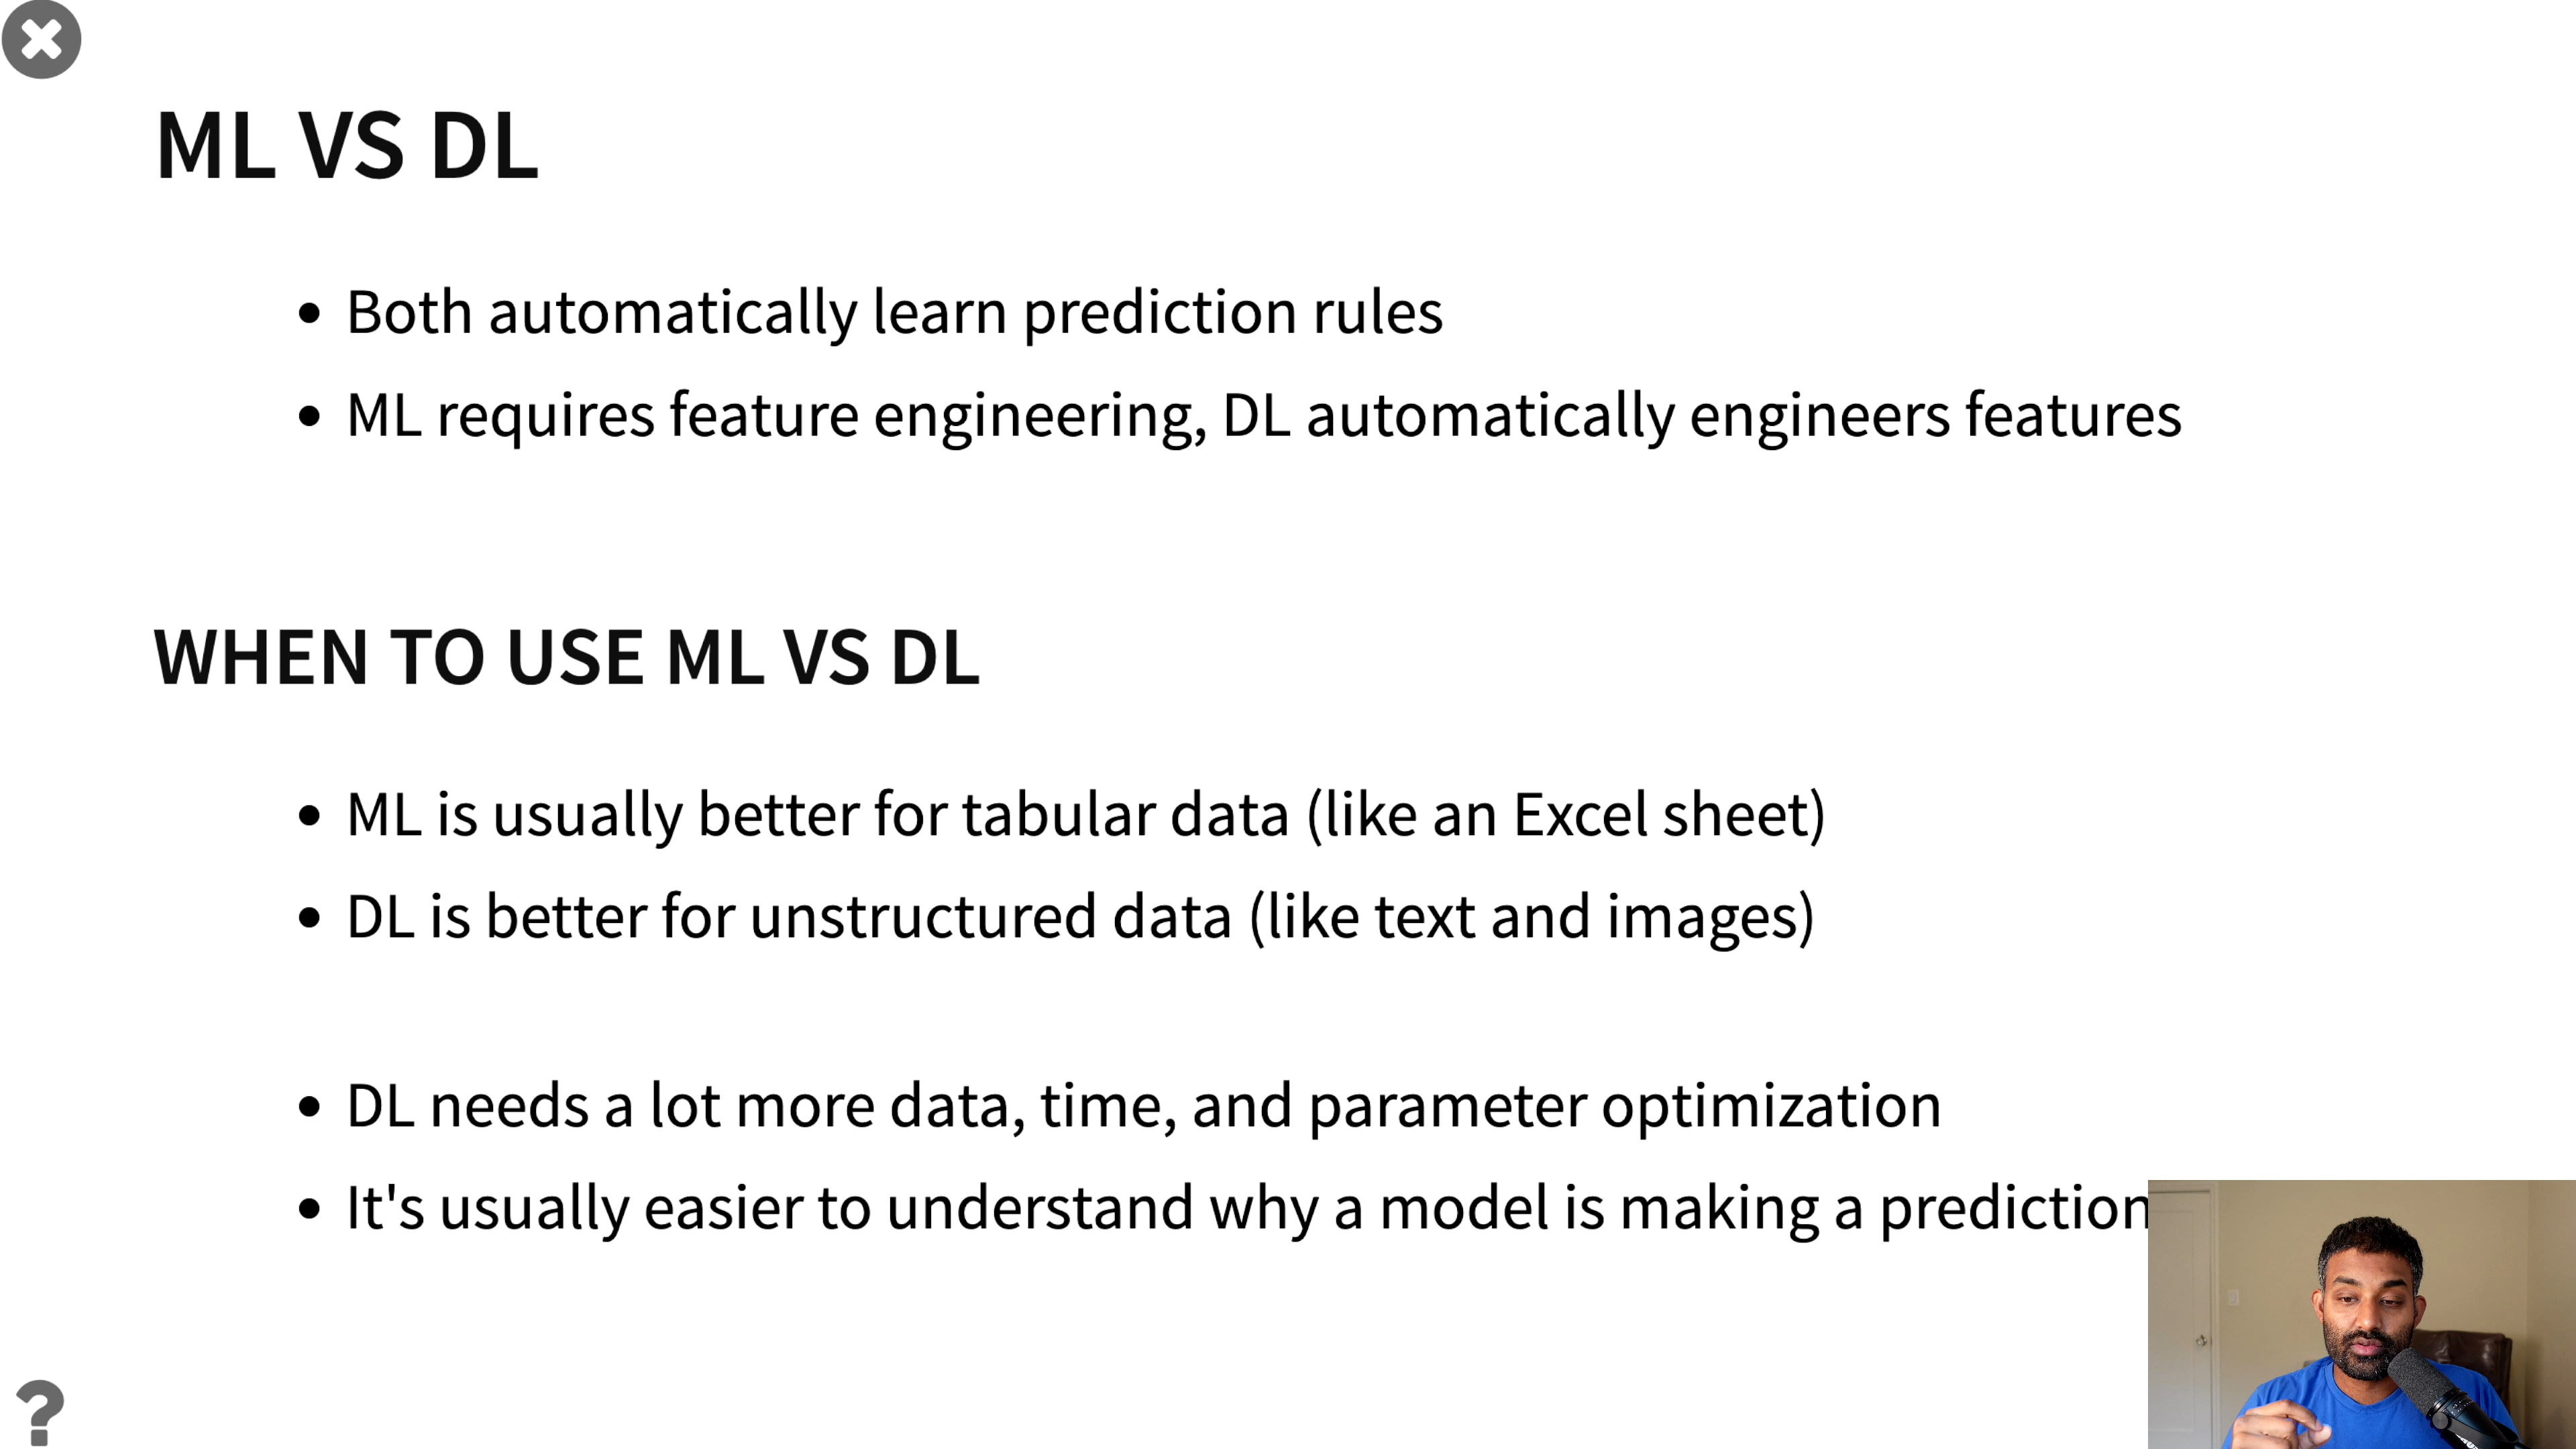 ML VS DL
• Both automatically learn prediction rules
• ML requires feature engineering, DL automatically engineers features
WHEN TO USE ML VS DL
• ML is usually better for tabular data (like an Excel sheet)
• DL is better for unstructured data (like text and images)
• DL needs a lot more data, time, and parameter optimization
• It's usually easier to understand why a model is making a prediction
?